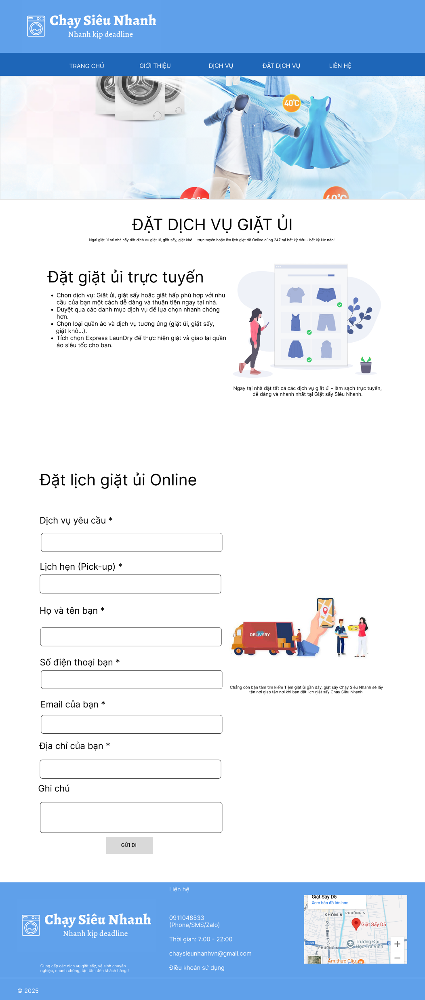 Chạy Siêu Nhanh
Nhanh kịp deadline
TRANG CHỦ GIỚI THIỆU DỊCH VỤ ĐẶT DỊCH VỤ LIÊN HỆ
40°C
60°C
ĐẶT DỊCH VỤ GIẶT ỦI
Ngại giặt ủi tại nhà hãy đặt dịch vụ giặt ủi, giặt sấy, giặt khô.... trực tuyến hoặc lên lịch giặt đồ Online cùng 247 tại bất kỳ đâu - bất kỳ lúc nào!
Đặt giặt ủi trực tuyến
• Chọn dịch vụ: Giặt ủi, giặt sấy hoặc giặt hấp phù hợp với nhu
cầu của bạn một cách dễ dàng và thuận tiện ngay tại nhà.
• Duyệt qua các danh mục dịch vụ để lựa chọn nhanh chóng
hơn.
• Chọn loại quần áo và dịch vụ tương ứng (giặt ủi, giặt sấy,
giặt khô...).
• Tích chọn Express LaunDry để thực hiện giặt và giao lại quần
áo siêu tốc cho bạn.
Ngay tại nhà đặt tất cả các dịch vụ giặt ủi - làm sạch trực tuyến,
dễ dàng và nhanh nhất tại Giặt sấy Siêu Nhanh.
Đặt lịch giặt ủi Online
Dịch vụ yêu cầu *
Lịch hẹn (Pick-up) *
Họ và tên bạn *
Số điện thoại bạn *
Email của bạn *
Địa chỉ của bạn *
Ghi chú
GỬI ĐI
DELIVERY
Chẳng còn bận tâm tìm kiếm Tiệm giặt ủi gần đây, giặt sấy Chạy Siêu Nhanh sẽ lấy
tận nơi giao tận nơi khi bạn đặt lịch giặt sấy Chạy Siêu Nhanh.
Chạy Siêu Nhanh
Nhanh kịp deadline
Cung cấp các dịch vụ giặt sấy, vệ sinh chuyên
nghiệp, nhanh chóng, tận tâm đến khách hàng !
Liên hệ
0911048533
(Phone/SMS/Zalo)
Thời gian: 7:00 - 22:00
chaysieunhanhvn@gmail.com
Điều khoản sử dụng
Giặt Sấy D5
Xem bản đồ lớn hơn
KHÓM 6
PHƯỜNG 5
Giặt Sấy D5
Điện Biên Phủ
QL53
PHƯỜNG 6
Trường Đại
Học Trà Vinh
Ẩm thực Cầu
© 2025